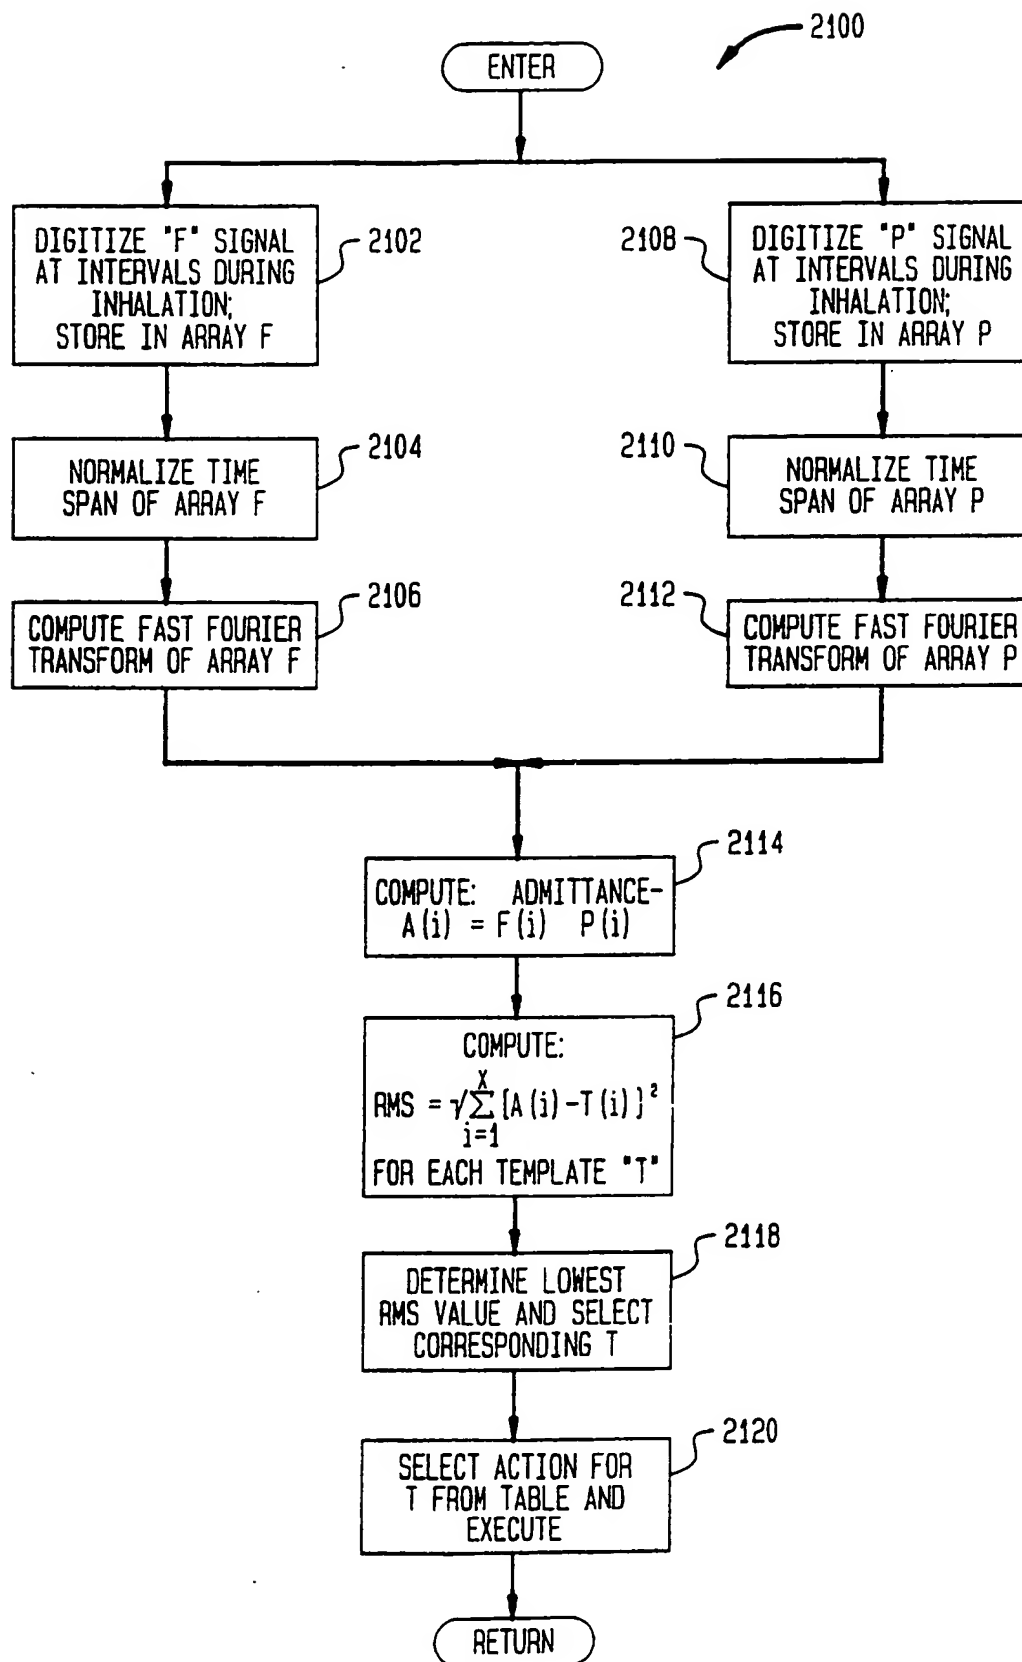 2100
ENTER
DIGITIZE "F" SIGNAL
AT INTERVALS DURING
INHALATION;
STORE IN ARRAY F
2102
2108
DIGITIZE "P" SIGNAL
AT INTERVALS DURING
INHALATION;
STORE IN ARRAY P
NORMALIZE TIME
SPAN OF ARRAY F
2104
2110
NORMALIZE TIME
SPAN OF ARRAY P
COMPUTE FAST FOURIER
TRANSFORM OF ARRAY F
2106
2112
COMPUTE FAST FOURIER
TRANSFORM OF ARRAY P
2114
COMPUTE: ADMITTANCE-
A(i) = F(i) P(i)
2116
COMPUTE:
RMS = √∑_{i=1}^{X} [A(i)-T(i)]²
FOR EACH TEMPLATE "T"
2118
DETERMINE LOWEST
RMS VALUE AND SELECT
CORRESPONDING T
2120
SELECT ACTION FOR
T FROM TABLE AND
EXECUTE
RETURN